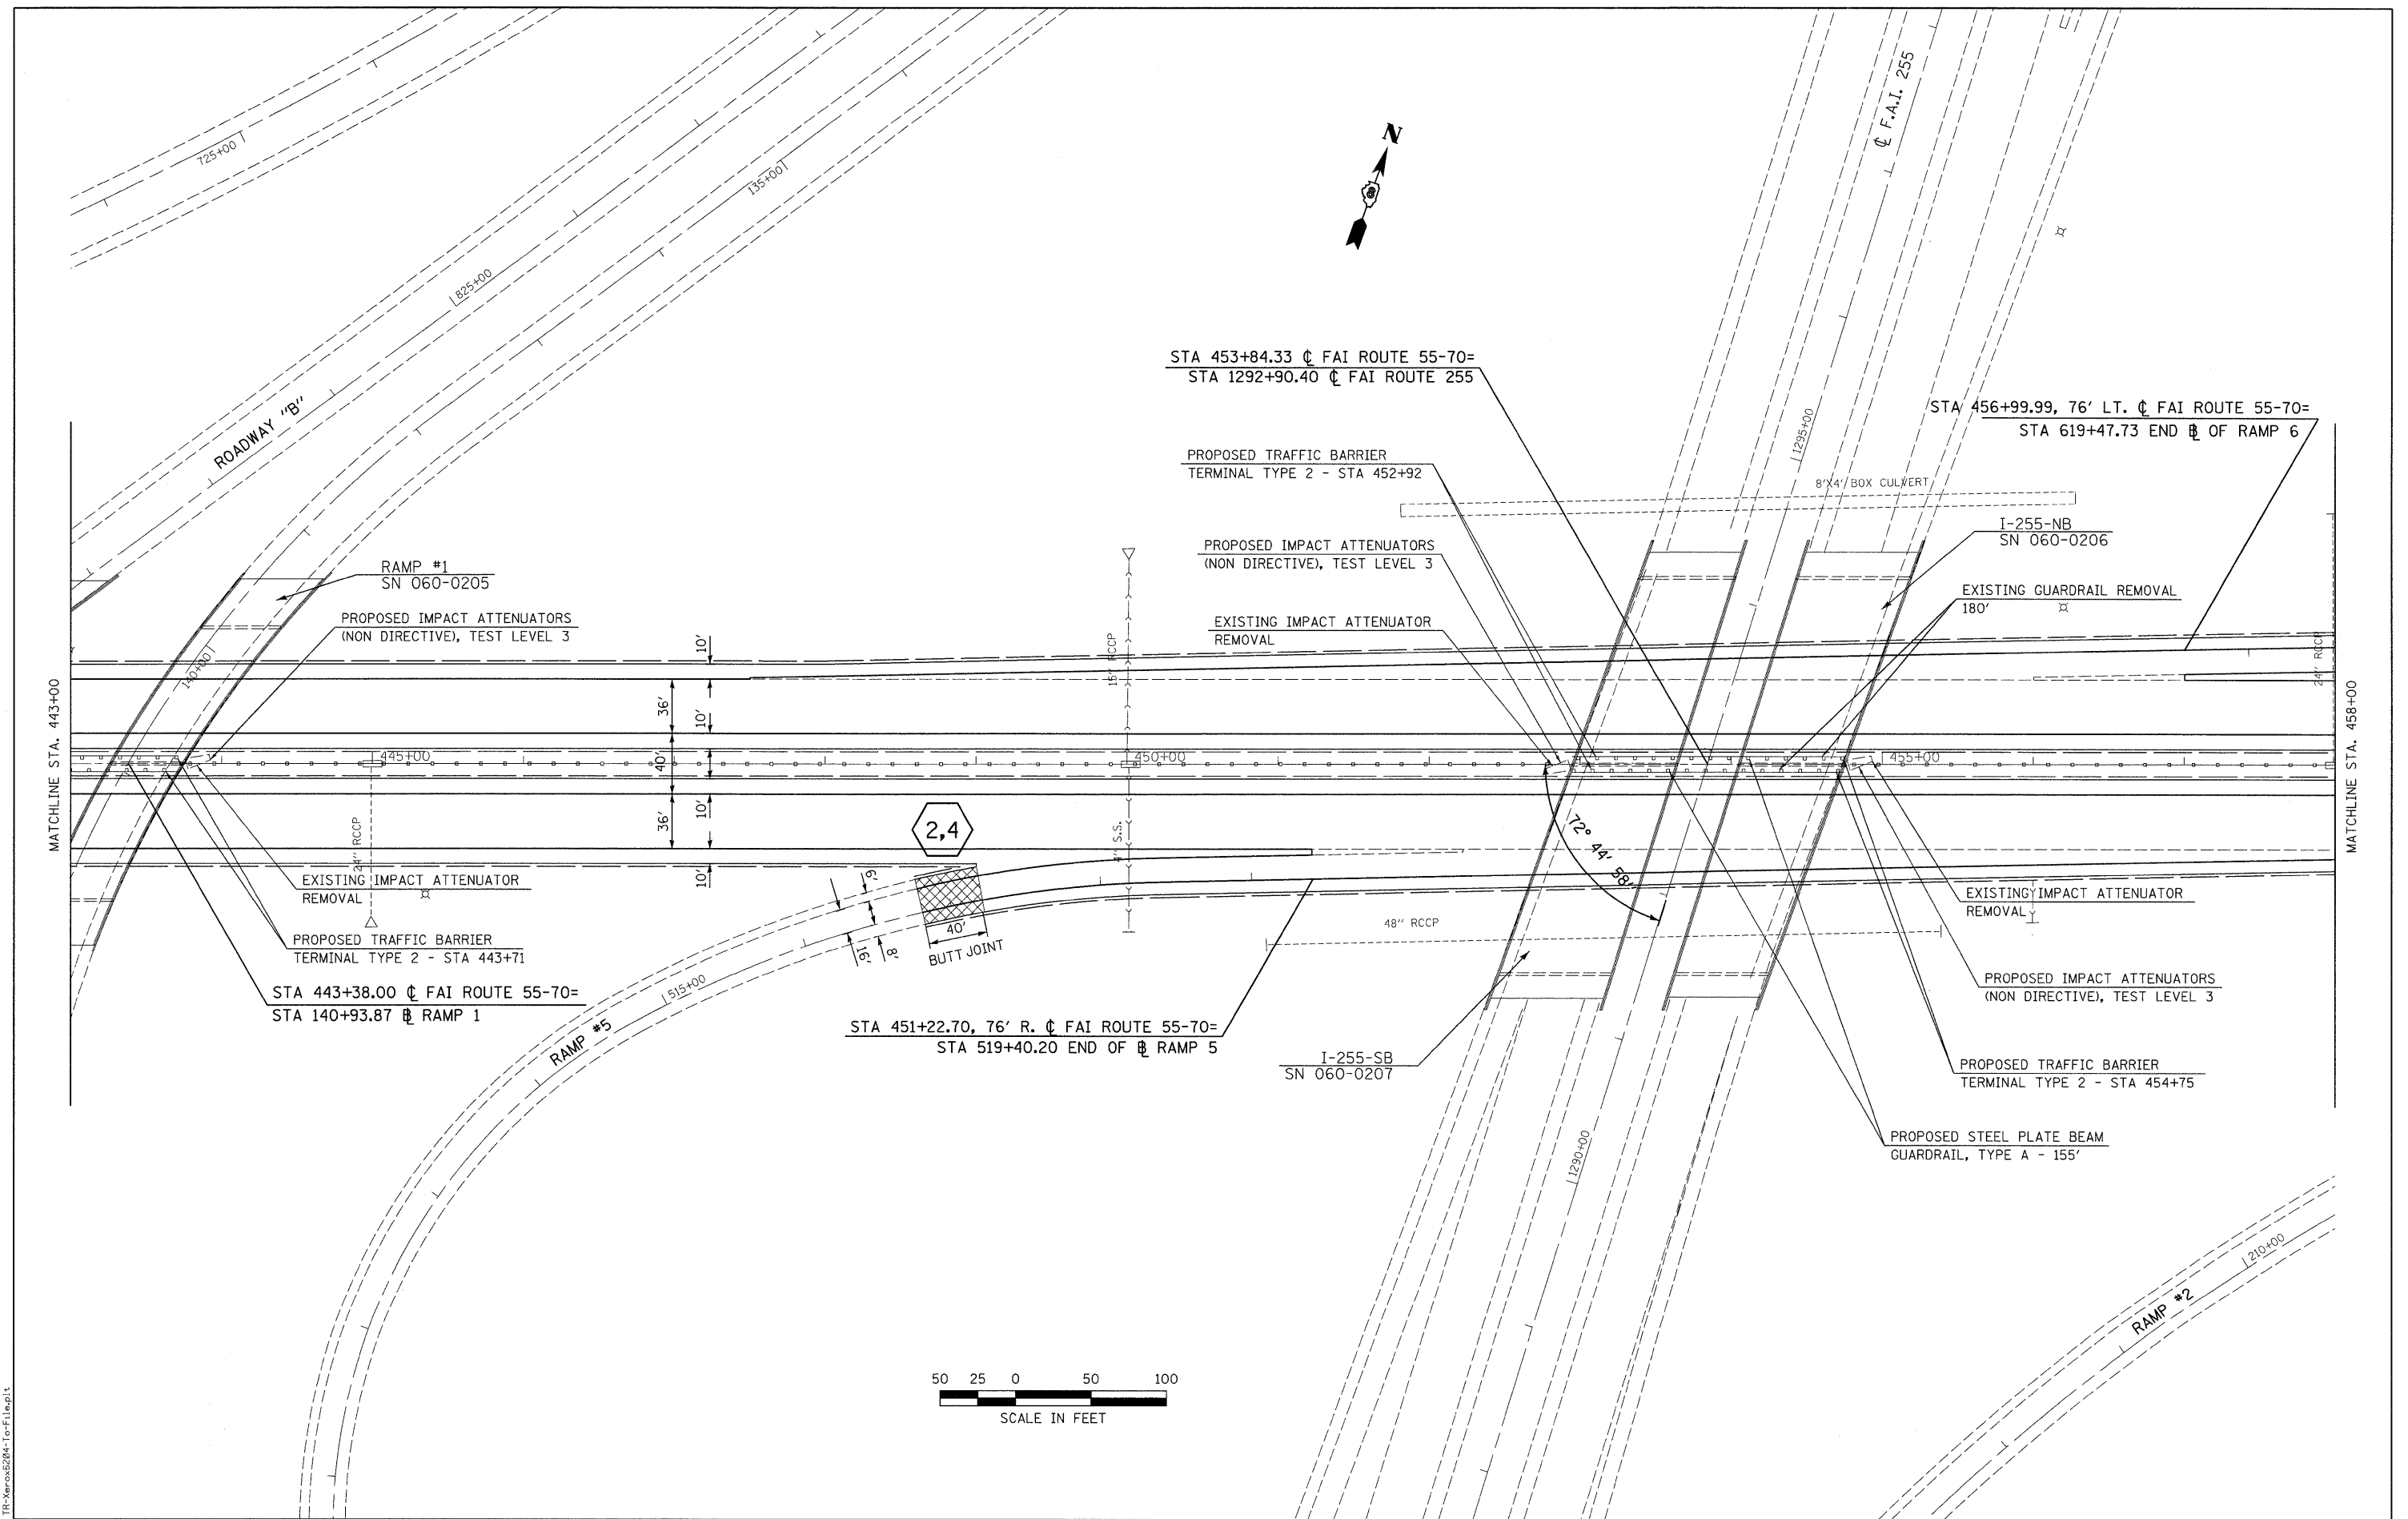 725+00
135+00
825+00
ROADWAY "B"
N
℄ F.A.I. 255
1295+00
STA 453+84.33 ℄ FAI ROUTE 55-70=
STA 1292+90.40 ℄ FAI ROUTE 255
STA 456+99.99, 76' LT. ℄ FAI ROUTE 55-70=
STA 619+47.73 END B̵L̵ OF RAMP 6
PROPOSED TRAFFIC BARRIER
TERMINAL TYPE 2 - STA 452+92
8'X4' BOX CULVERT
I-255-NB
SN 060-0206
PROPOSED IMPACT ATTENUATORS
(NON DIRECTIVE), TEST LEVEL 3
RAMP #1
SN 060-0205
EXISTING GUARDRAIL REMOVAL
180'
PROPOSED IMPACT ATTENUATORS
(NON DIRECTIVE), TEST LEVEL 3
EXISTING IMPACT ATTENUATOR
REMOVAL
140+00
10'
15" RCCP
24" RCCP
36'
10'
MATCHLINE STA. 443+00
MATCHLINE STA. 458+00
445+00
450+00
455+00
40'
36'
10'
24" RCCP
2,4
4" S.S.
72° 44' 58"
10'
EXISTING IMPACT ATTENUATOR
REMOVAL
6'
16'
8'
40'
BUTT JOINT
48" RCCP
EXISTING IMPACT ATTENUATOR
REMOVAL
PROPOSED TRAFFIC BARRIER
TERMINAL TYPE 2 - STA 443+71
STA 443+38.00 ℄ FAI ROUTE 55-70=
STA 140+93.87 BL RAMP 1
515+00
RAMP #5
STA 451+22.70, 76' R. ℄ FAI ROUTE 55-70=
STA 519+40.20 END OF BL RAMP 5
PROPOSED IMPACT ATTENUATORS
(NON DIRECTIVE), TEST LEVEL 3
I-255-SB
SN 060-0207
PROPOSED TRAFFIC BARRIER
TERMINAL TYPE 2 - STA 454+75
1290+00
PROPOSED STEEL PLATE BEAM
GUARDRAIL, TYPE A - 155'
210+00
RAMP #2
50 25 0 50 100
SCALE IN FEET
TR-Xerox6204-To-File.plt